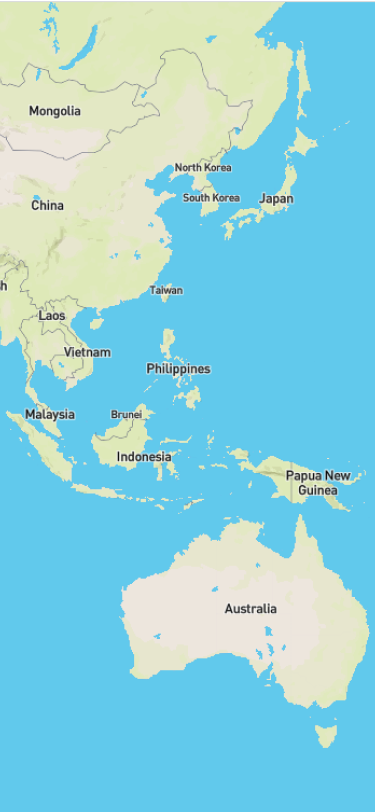 Mongolia
North Korea
China
South Korea
Japan
h
Taiwan
Laos
Vietnam
Philippines
Malaysia
Brunei
Indonesia
Papua New
Guinea
Australia